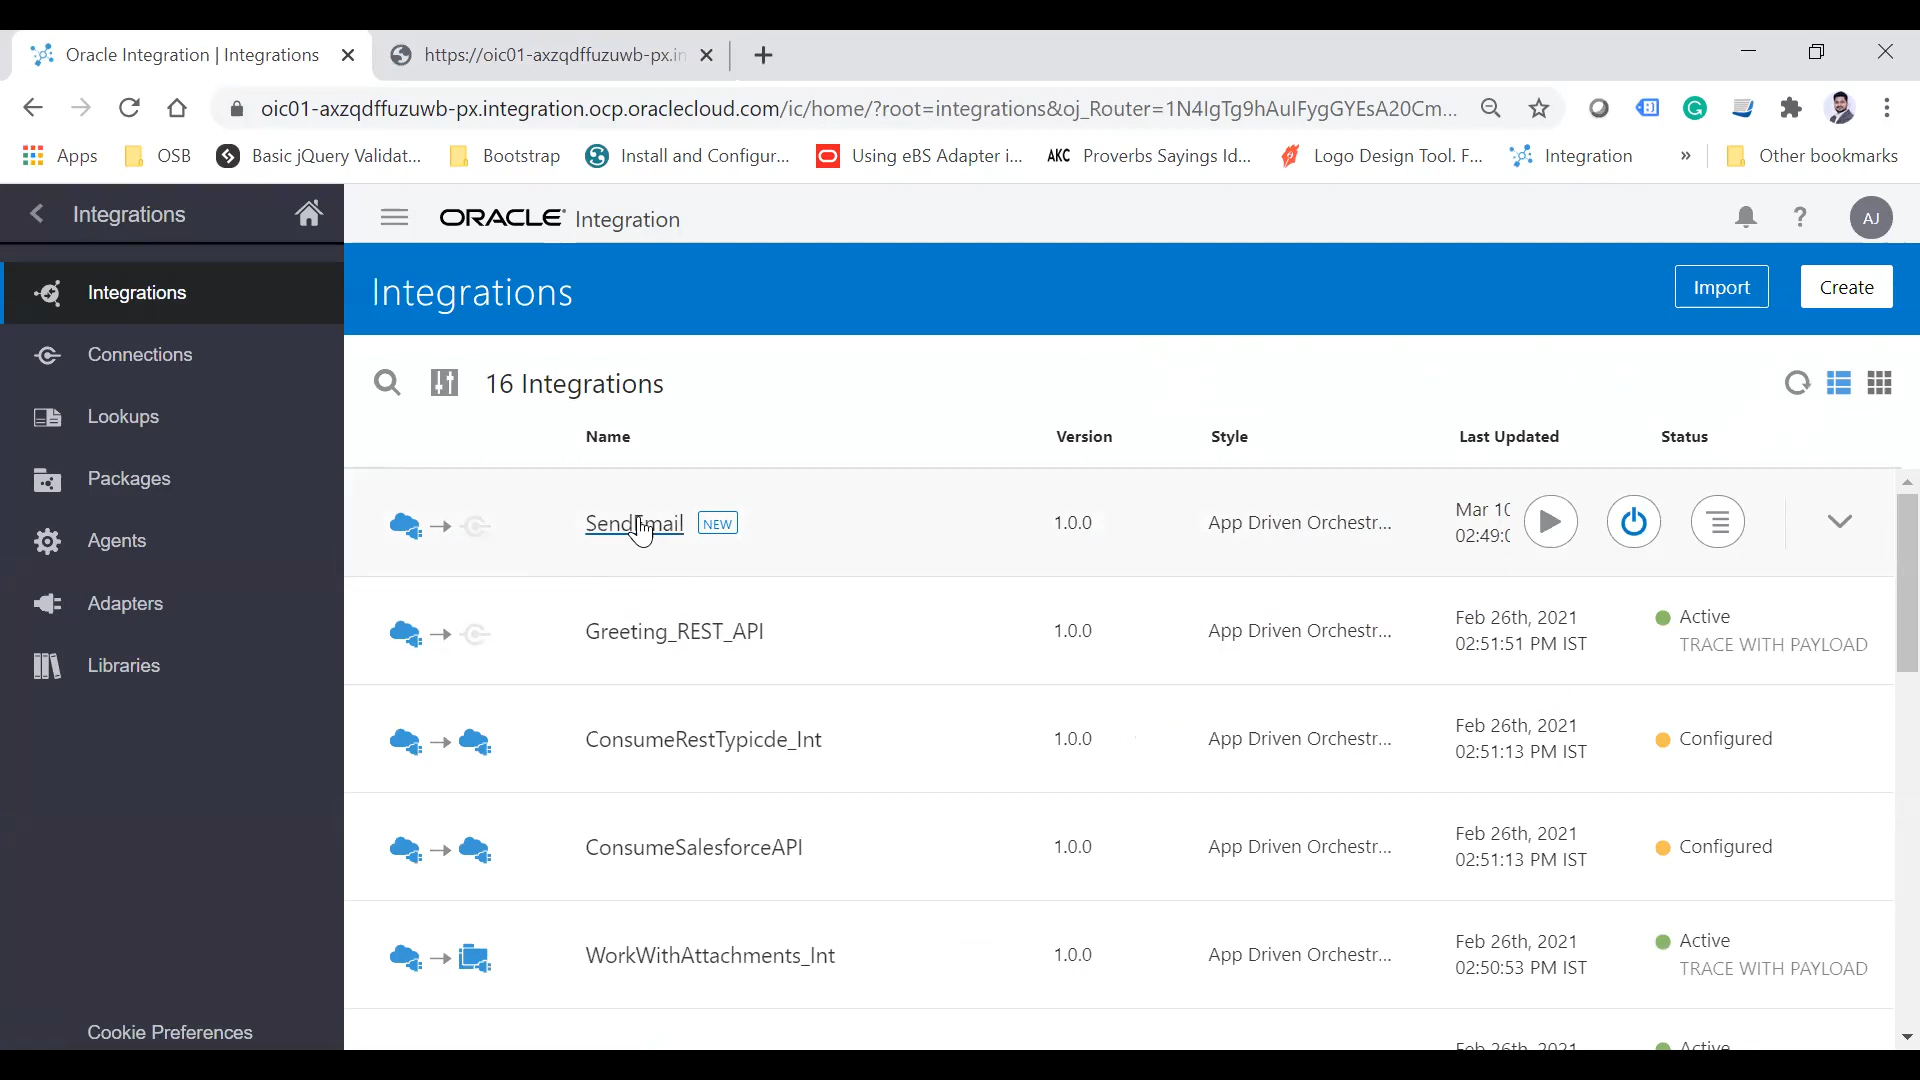 Oracle Integration | Integrations
https://oic01-axzqdffuzuwb-px.in
oic01-axzqdffuzuwb-px.integration.ocp.oraclecloud.com/ic/home/?root=integrations&oj_Router=1N4IgTg9hAuIFygGYEsA20Cm...
Apps OSB Basic jQuery Validat... Bootstrap Install and Configur... Using eBS Adapter i... AKC Proverbs Sayings Id... Logo Design Tool. F... Integration » Other bookmarks
Integrations
ORACLE Integration
AJ
Integrations
Import
Create
Integrations
Connections
Lookups
Packages
Agents
Adapters
Libraries
Cookie Preferences
16 Integrations
Name Version Style Last Updated Status
SendEmail NEW 1.0.0 App Driven Orchestr... Mar 10
02:49:0
Greeting_REST_API 1.0.0 App Driven Orchestr... Feb 26th, 2021 Active
02:51:51 PM IST TRACE WITH PAYLOAD
ConsumeRestTypicde_Int 1.0.0 App Driven Orchestr... Feb 26th, 2021 Configured
02:51:13 PM IST
ConsumeSalesforceAPI 1.0.0 App Driven Orchestr... Feb 26th, 2021 Configured
02:51:13 PM IST
WorkWithAttachments_Int 1.0.0 App Driven Orchestr... Feb 26th, 2021 Active
02:50:53 PM IST TRACE WITH PAYLOAD
Feb 26th, 2021 Active